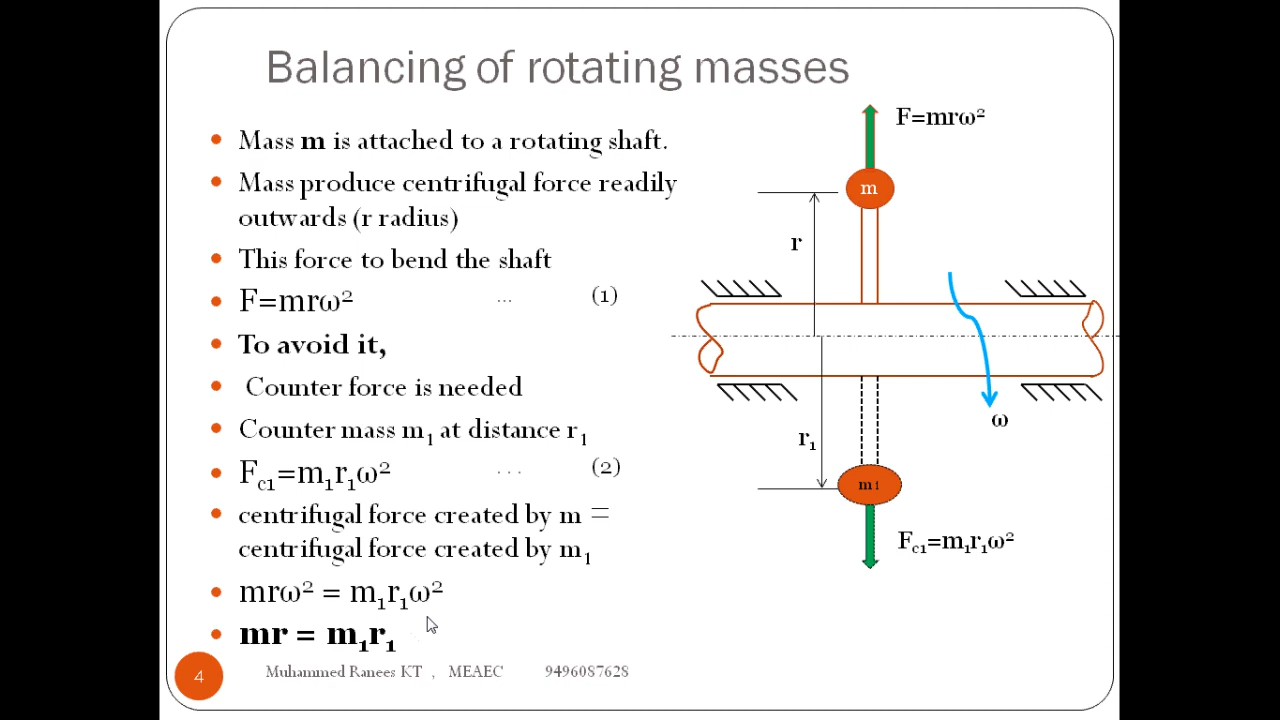 Balancing of rotating masses
Mass m is attached to a rotating shaft.
Mass produce centrifugal force readily
outwards (r radius)
This force to bend the shaft
F=mrω² ... (1)
To avoid it,
Counter force is needed
Counter mass m₁ at distance r₁
F꜀₁=m₁r₁ω² ... (2)
centrifugal force created by m =
centrifugal force created by m₁
mrω² = m₁r₁ω²
mr = m₁r₁
F=mrω²
m
r
ω
r₁
m₁
F꜀₁=m₁r₁ω²
4
Muhammed Ranees KT , MEAEC 9496087628